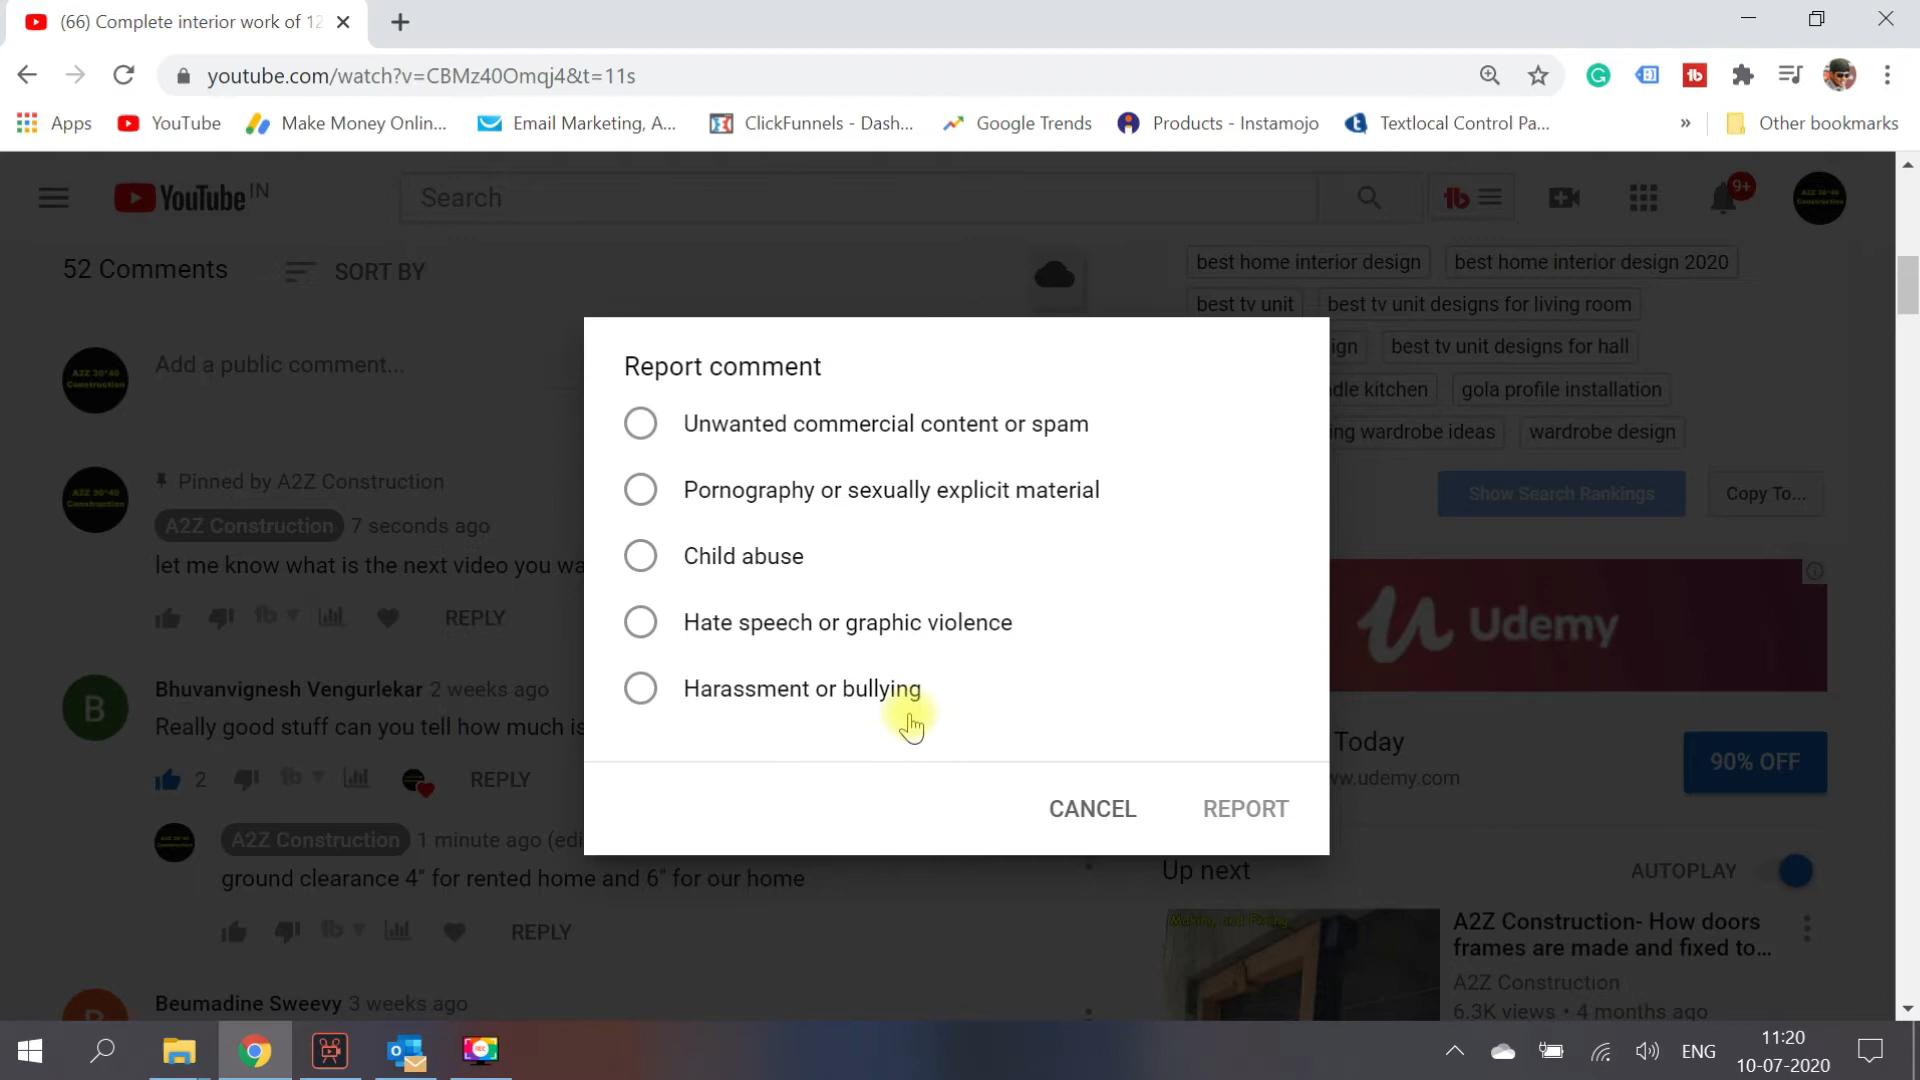 (66) Complete interior work of 12
youtube.com/watch?v=CBMz40Omqj4&t=11s
Apps YouTube Make Money Onlin... Email Marketing, A... ClickFunnels - Dash... Google Trends Products - Instamojo Textlocal Control Pa... » Other bookmarks
YouTube IN
Search
9+
52 Comments SORT BY
Add a public comment...
Pinned by A2Z Construction
A2Z Construction 7 seconds ago
let me know what is the next video you wa
REPLY
Bhuvanvignesh Vengurlekar 2 weeks ago
Really good stuff can you tell how much is
2 REPLY
A2Z Construction 1 minute ago (edi
ground clearance 4" for rented home and 6" for our home
REPLY
Beumadine Sweevy 3 weeks ago
Report comment
Unwanted commercial content or spam
Pornography or sexually explicit material
Child abuse
Hate speech or graphic violence
Harassment or bullying
CANCEL REPORT
best home interior design best home interior design 2020
best tv unit best tv unit designs for living room
ign best tv unit designs for hall
dle kitchen gola profile installation
ing wardrobe ideas wardrobe design
Show Search Rankings Copy To...
Udemy
Today
ww.udemy.com
90% OFF
Up next AUTOPLAY
Making, and Fixing
A2Z Construction- How doors
frames are made and fixed to...
A2Z Construction
6.3K views • 4 months ago
ENG
11:20
10-07-2020